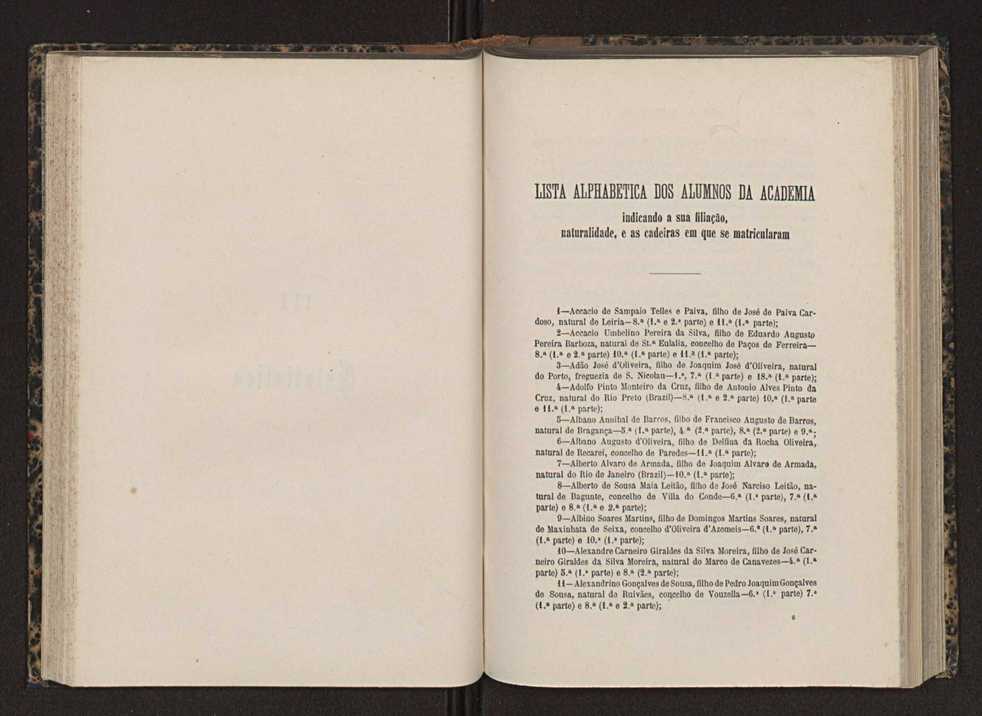 LISTA ALPHABETICA DOS ALUMNOS DA ACADEMIA
indicando a sua filiação,
naturalidade, e as cadeiras em que se matricularam
1—Accacio de Sampaio Telles e Paiva, filho de José de Paiva Car-
doso, natural de Leiria—8.ª (1.ª e 2.ª parte) e 11.ª (1.ª parte);
2—Accacio Umbelino Pereira da Silva, filho de Eduardo Augusto
Pereira Barboza, natural de St.ª Eulalia, concelho de Paços de Ferreira—
8.ª (1.ª e 2.ª parte) 10.ª (1.ª parte) e 11.ª (1.ª parte);
3—Adão José d'Oliveira, filho de Joaquim José d'Oliveira, natural
do Porto, freguezia de S. Nicolau—1.ª, 7.ª (1.ª parte) e 18.ª (1.ª parte);
4—Adolfo Pinto Monteiro da Cruz, filho de Antonio Alves Pinto da
Cruz, natural do Rio Preto (Brazil)—8.ª (1.ª e 2.ª parte) 10.ª (1.ª parte
e 11.ª (1.ª parte);
5—Albano Annibal de Barros, filho de Francisco Augusto de Barros,
natural de Bragança—5.ª (1.ª parte), 4.ª (2.ª parte), 8.ª (2.ª parte) e 9.ª;
6—Albano Augusto d'Oliveira, filho de Delfina da Rocha Oliveira,
natural de Recarei, concelho de Paredes—11.ª (1.ª parte);
7—Alberto Alvaro de Armada, filho de Joaquim Alvaro de Armada,
natural do Rio de Janeiro (Brazil)—10.ª (1.ª parte);
8—Alberto de Sousa Maia Leitão, filho de José Narciso Leitão, na-
tural de Bagunte, concelho de Villa do Conde—6.ª (1.ª parte), 7.ª (1.ª
parte) e 8.ª (1.ª e 2.ª parte);
9—Albino Soares Martins, filho de Domingos Martins Soares, natural
de Maxinhata de Seixa, concelho d'Oliveira d'Azemeis—6.ª (1.ª parte), 7.ª
(1.ª parte) e 10.ª (1.ª parte);
10—Alexandre Carneiro Giraldes da Silva Moreira, filho de José Car-
neiro Giraldes da Silva Moreira, natural do Marco de Canavezes—4.ª (1.ª
parte) 5.ª (1.ª parte) e 8.ª (2.ª parte);
11—Alexandrino Gonçalves de Sousa, filho de Pedro Joaquim Gonçalves
de Sousa, natural de Ruivães, concelho de Vouzella—6.ª (1.ª parte) 7.ª
(1.ª parte) e 8.ª (1.ª e 2.ª parte);
6